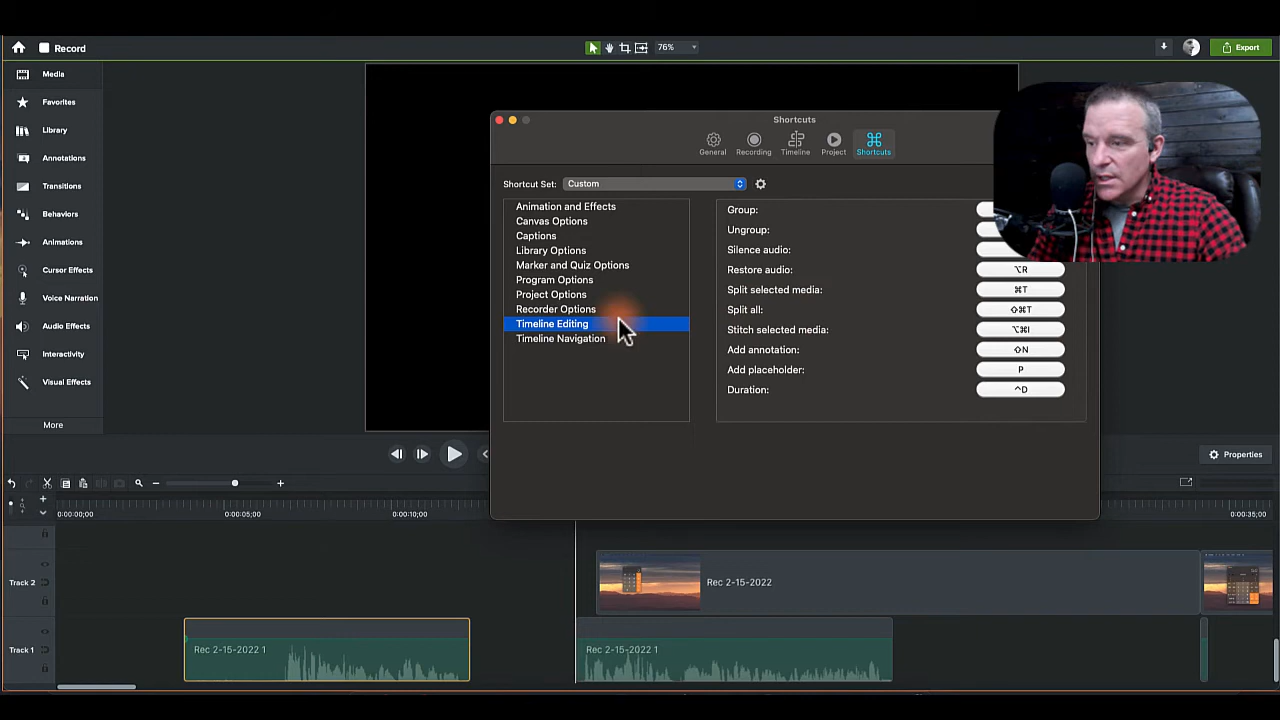 Record
76%
Export
Media
Favorites
Library
Annotations
Transitions
Behaviors
Animations
Cursor Effects
Voice Narration
Audio Effects
Interactivity
Visual Effects
More
Shortcuts
General
Recording
Timeline
Project
Shortcuts
Shortcut Set:
Custom
Animation and Effects
Canvas Options
Captions
Library Options
Marker and Quiz Options
Program Options
Project Options
Recorder Options
Timeline Editing
Timeline Navigation
Group:
Ungroup:
Silence audio:
Restore audio: ⌥R
Split selected media: ⌘T
Split all: ⇧⌘T
Stitch selected media: ⌥⌘I
Add annotation: ⇧N
Add placeholder: P
Duration: ^D
Properties
0:00:00;00
0:00:05;00
0:00:10;00
0:00:35;00
Track 2
Rec 2-15-2022
Track 1
Rec 2-15-2022 1
Rec 2-15-2022 1